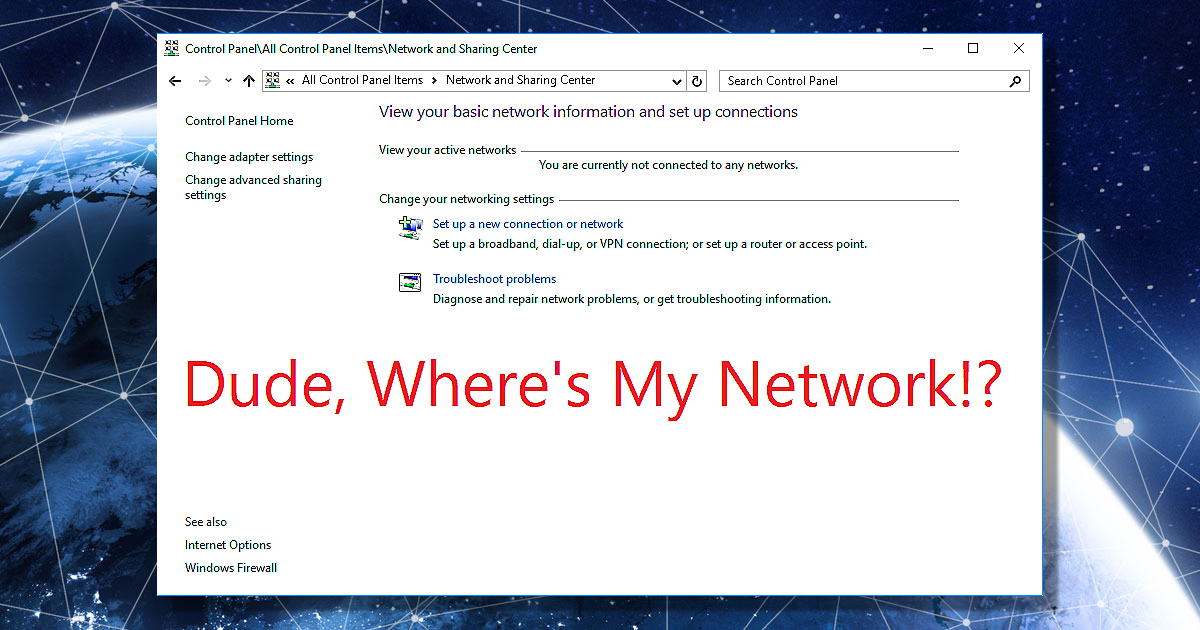 Control Panel\All Control Panel Items\Network and Sharing Center
« All Control Panel Items › Network and Sharing Center
Search Control Panel
Control Panel Home
Change adapter settings
Change advanced sharing
settings
View your basic network information and set up connections
View your active networks
You are currently not connected to any networks.
Change your networking settings
Set up a new connection or network
Set up a broadband, dial-up, or VPN connection; or set up a router or access point.
Troubleshoot problems
Diagnose and repair network problems, or get troubleshooting information.
Dude, Where's My Network!?
See also
Internet Options
Windows Firewall